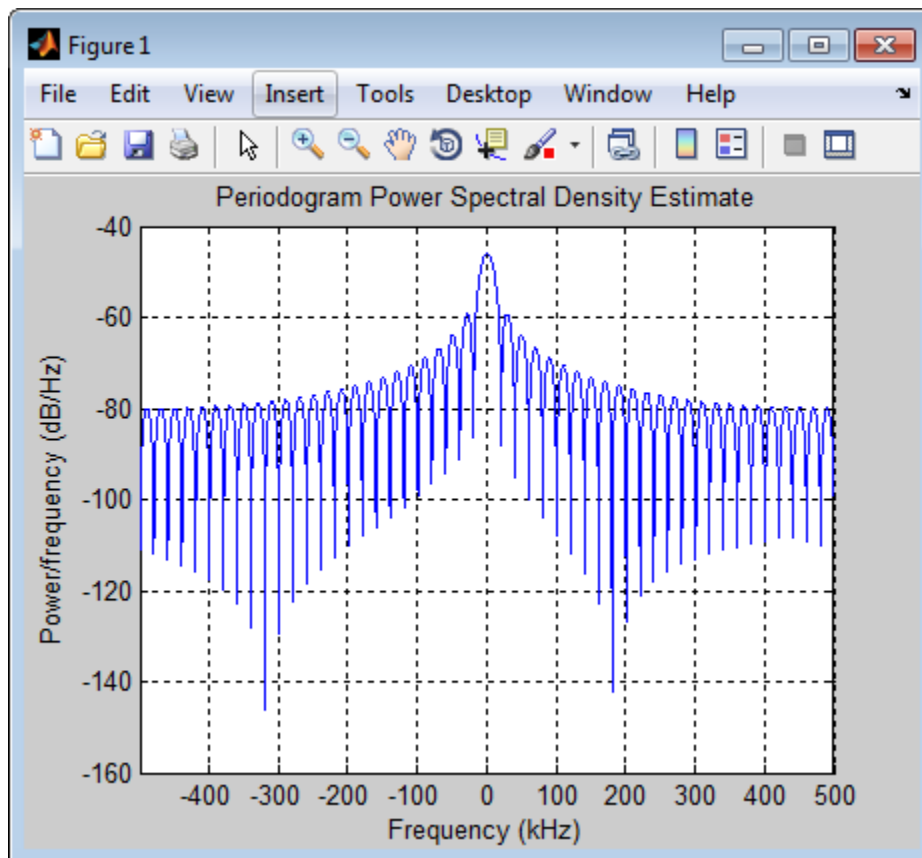 Figure 1
File Edit View Insert Tools Desktop Window Help
Periodogram Power Spectral Density Estimate
Power/frequency (dB/Hz)
-40
-60
-80
-100
-120
-140
-160
-400 -300 -200 -100 0 100 200 300 400 500
Frequency (kHz)